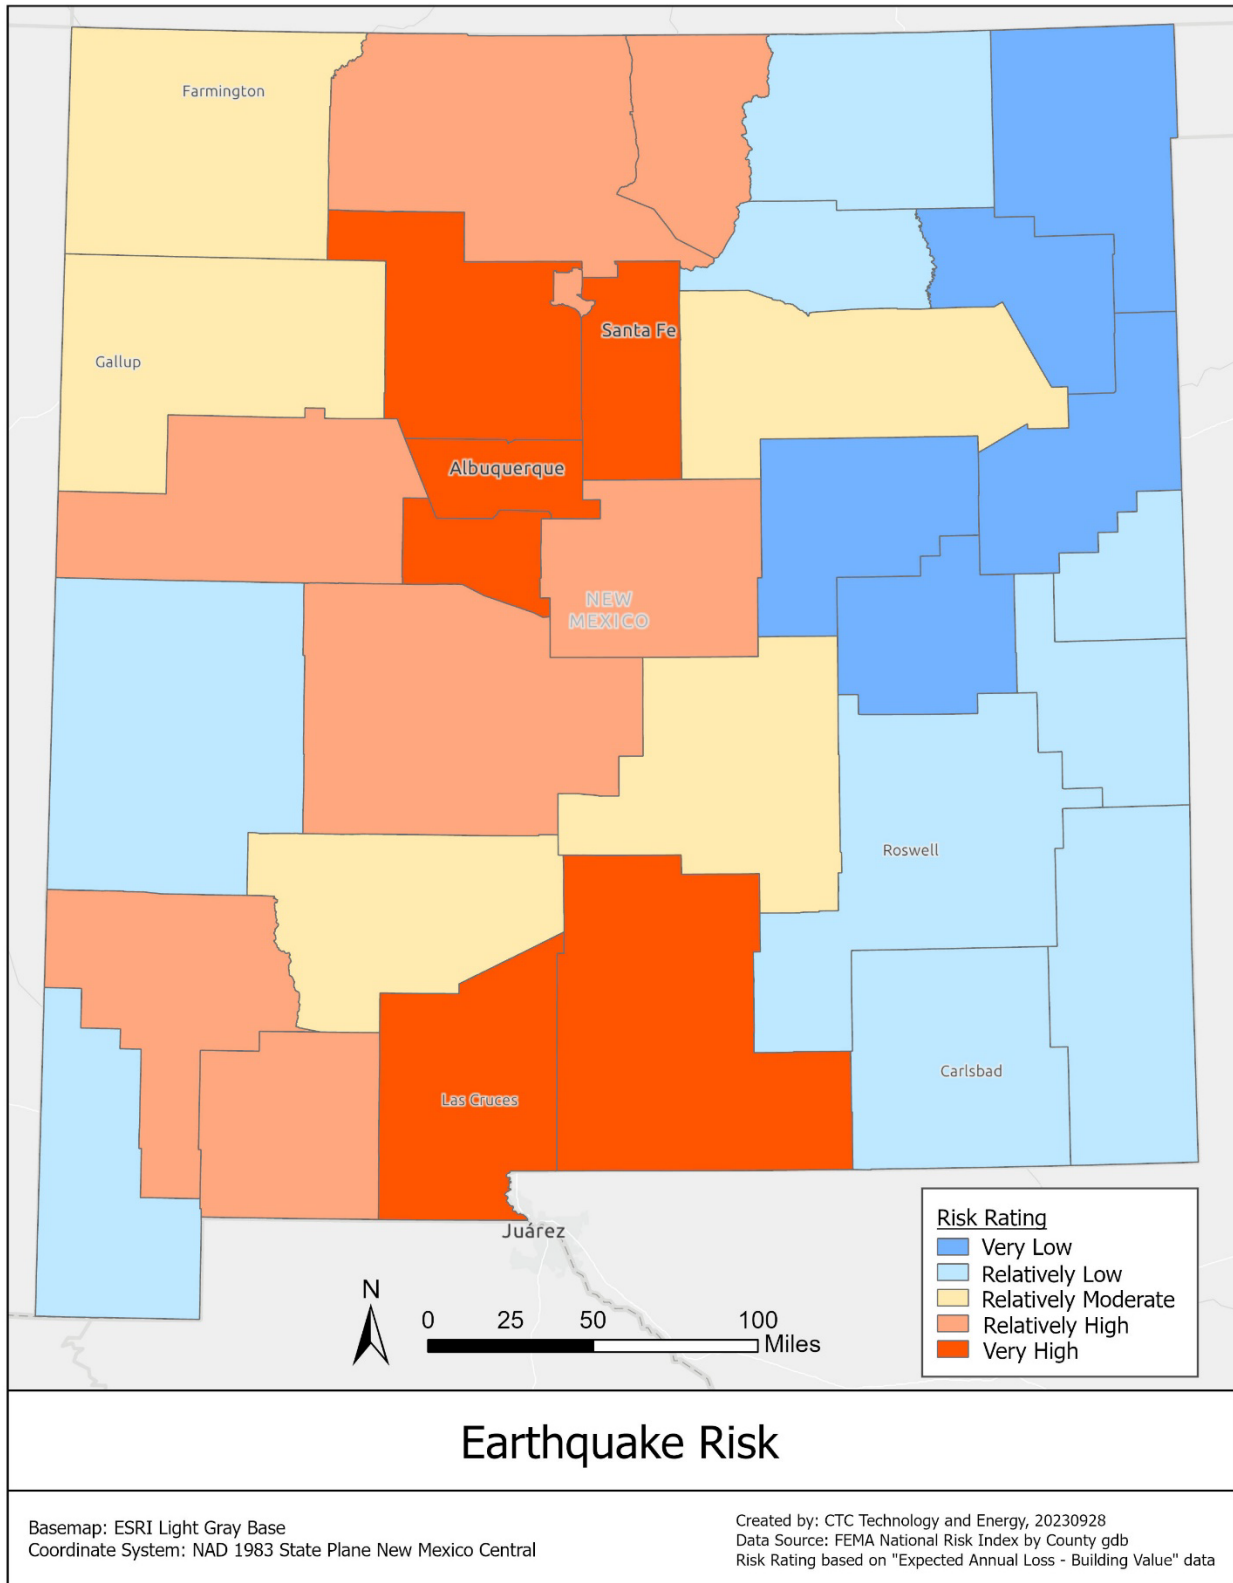 Farmington
Santa Fe
Gallup
Albuquerque
NEW
MEXICO
Roswell
Carlsbad
Las Cruces
Juárez
Risk Rating
Very Low
Relatively Low
Relatively Moderate
Relatively High
Very High
N
0 25 50 100
Miles
Earthquake Risk
Basemap: ESRI Light Gray Base
Coordinate System: NAD 1983 State Plane New Mexico Central
Created by: CTC Technology and Energy, 20230928
Data Source: FEMA National Risk Index by County gdb
Risk Rating based on "Expected Annual Loss - Building Value" data